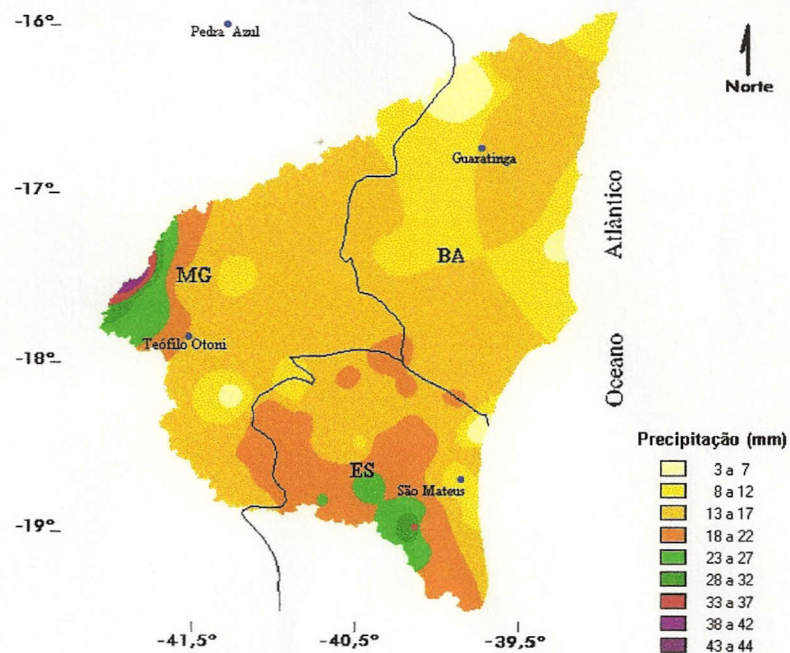 -16°
Pedra Azul
Norte
Guaratinga
-17°
Atlântico
MG
BA
Teófilo Otoni
-18°
Oceano
Precipitação (mm)
3 a 7
ES
8 a 12
São Mateus
13 a 17
-19°
18 a 22
23 a 27
28 a 32
33 a 37
38 a 42
43 a 44
-41,5°
-40,5°
-39,5°